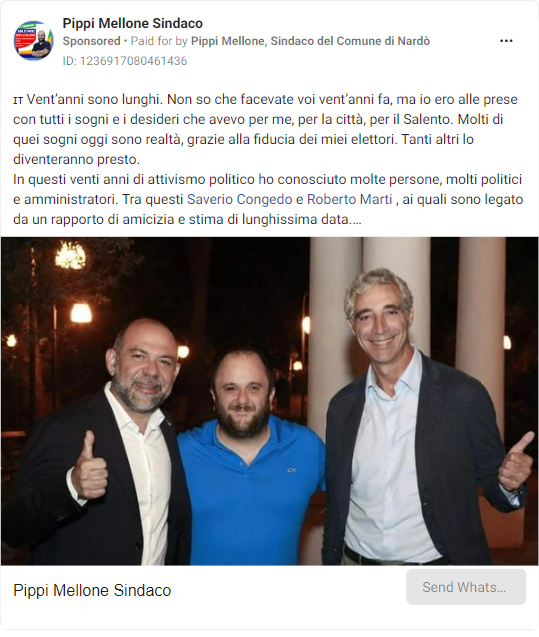 Pippi Mellone Sindaco
Sponsored • Paid for by Pippi Mellone, Sindaco del Comune di Nardò
ID: 1236917080461436
IT Vent'anni sono lunghi. Non so che facevate voi vent'anni fa, ma io ero alle prese
con tutti i sogni e i desideri che avevo per me, per la città, per il Salento. Molti di
quei sogni oggi sono realtà, grazie alla fiducia dei miei elettori. Tanti altri lo
diventeranno presto.
In questi venti anni di attivismo politico ho conosciuto molte persone, molti politici
e amministratori. Tra questi Saverio Congedo e Roberto Marti , ai quali sono legato
da un rapporto di amicizia e stima di lunghissima data....
Pippi Mellone Sindaco
Send Whats...